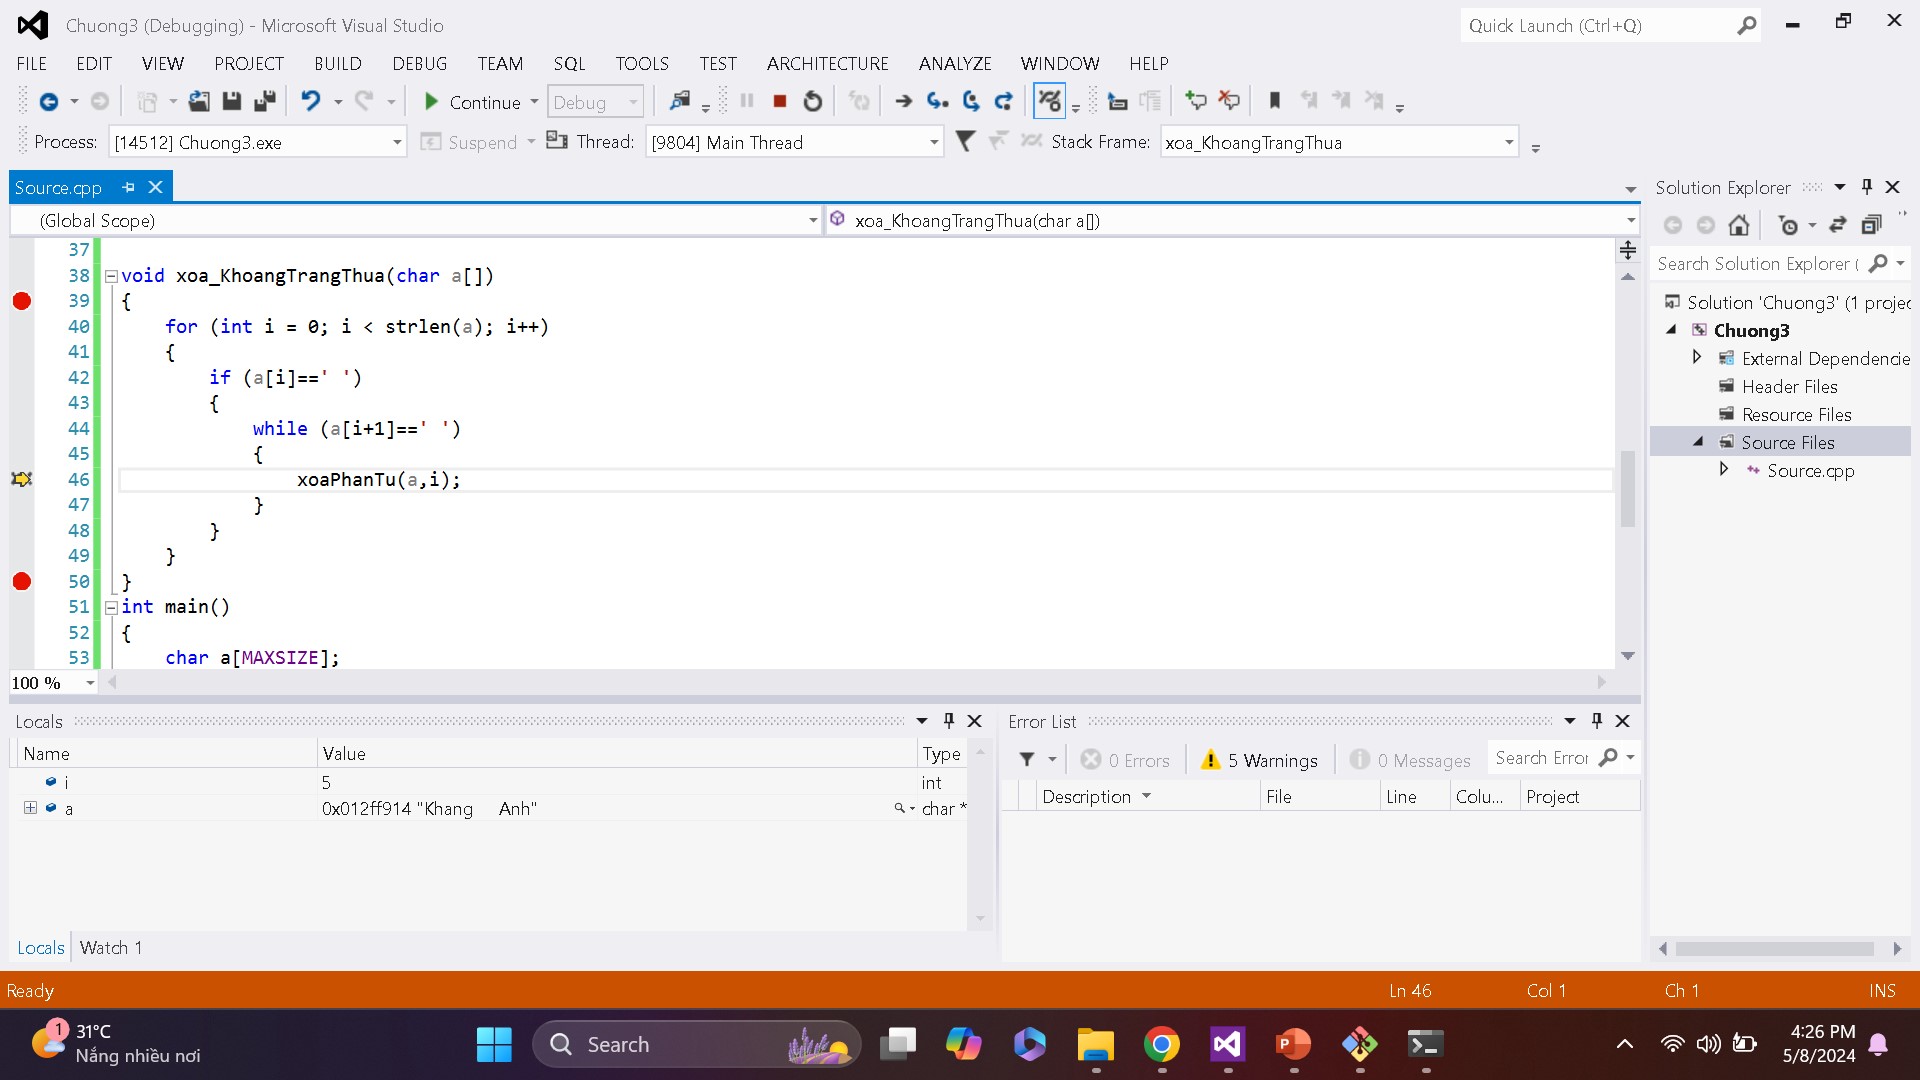 Chuong3 (Debugging) - Microsoft Visual Studio
Quick Launch (Ctrl+Q)
FILE EDIT VIEW PROJECT BUILD DEBUG TEAM SQL TOOLS TEST ARCHITECTURE ANALYZE WINDOW HELP
Continue Debug
Process: [14512] Chuong3.exe Suspend Thread: [9804] Main Thread Stack Frame: xoa_KhoangTrangThua
Source.cpp
(Global Scope) xoa_KhoangTrangThua(char a[])
37
38 void xoa_KhoangTrangThua(char a[])
39 {
40 for (int i = 0; i < strlen(a); i++)
41 {
42 if (a[i]==' ')
43 {
44 while (a[i+1]==' ')
45 {
46 xoaPhanTu(a,i);
47 }
48 }
49 }
50 }
51 int main()
52 {
53 char a[MAXSIZE];
100 %
Solution Explorer
Search Solution Explorer (
Solution 'Chuong3' (1 projec
Chuong3
External Dependencie
Header Files
Resource Files
Source Files
Source.cpp
Locals
Name Value Type
i 5 int
a 0x012ff914 "Khang     Anh" char *
Locals Watch 1
Error List
0 Errors 5 Warnings 0 Messages Search Error
Description File Line Colu... Project
Ready Ln 46 Col 1 Ch 1 INS
1 31°C
Nắng nhiều nơi
Search
4:26 PM
5/8/2024